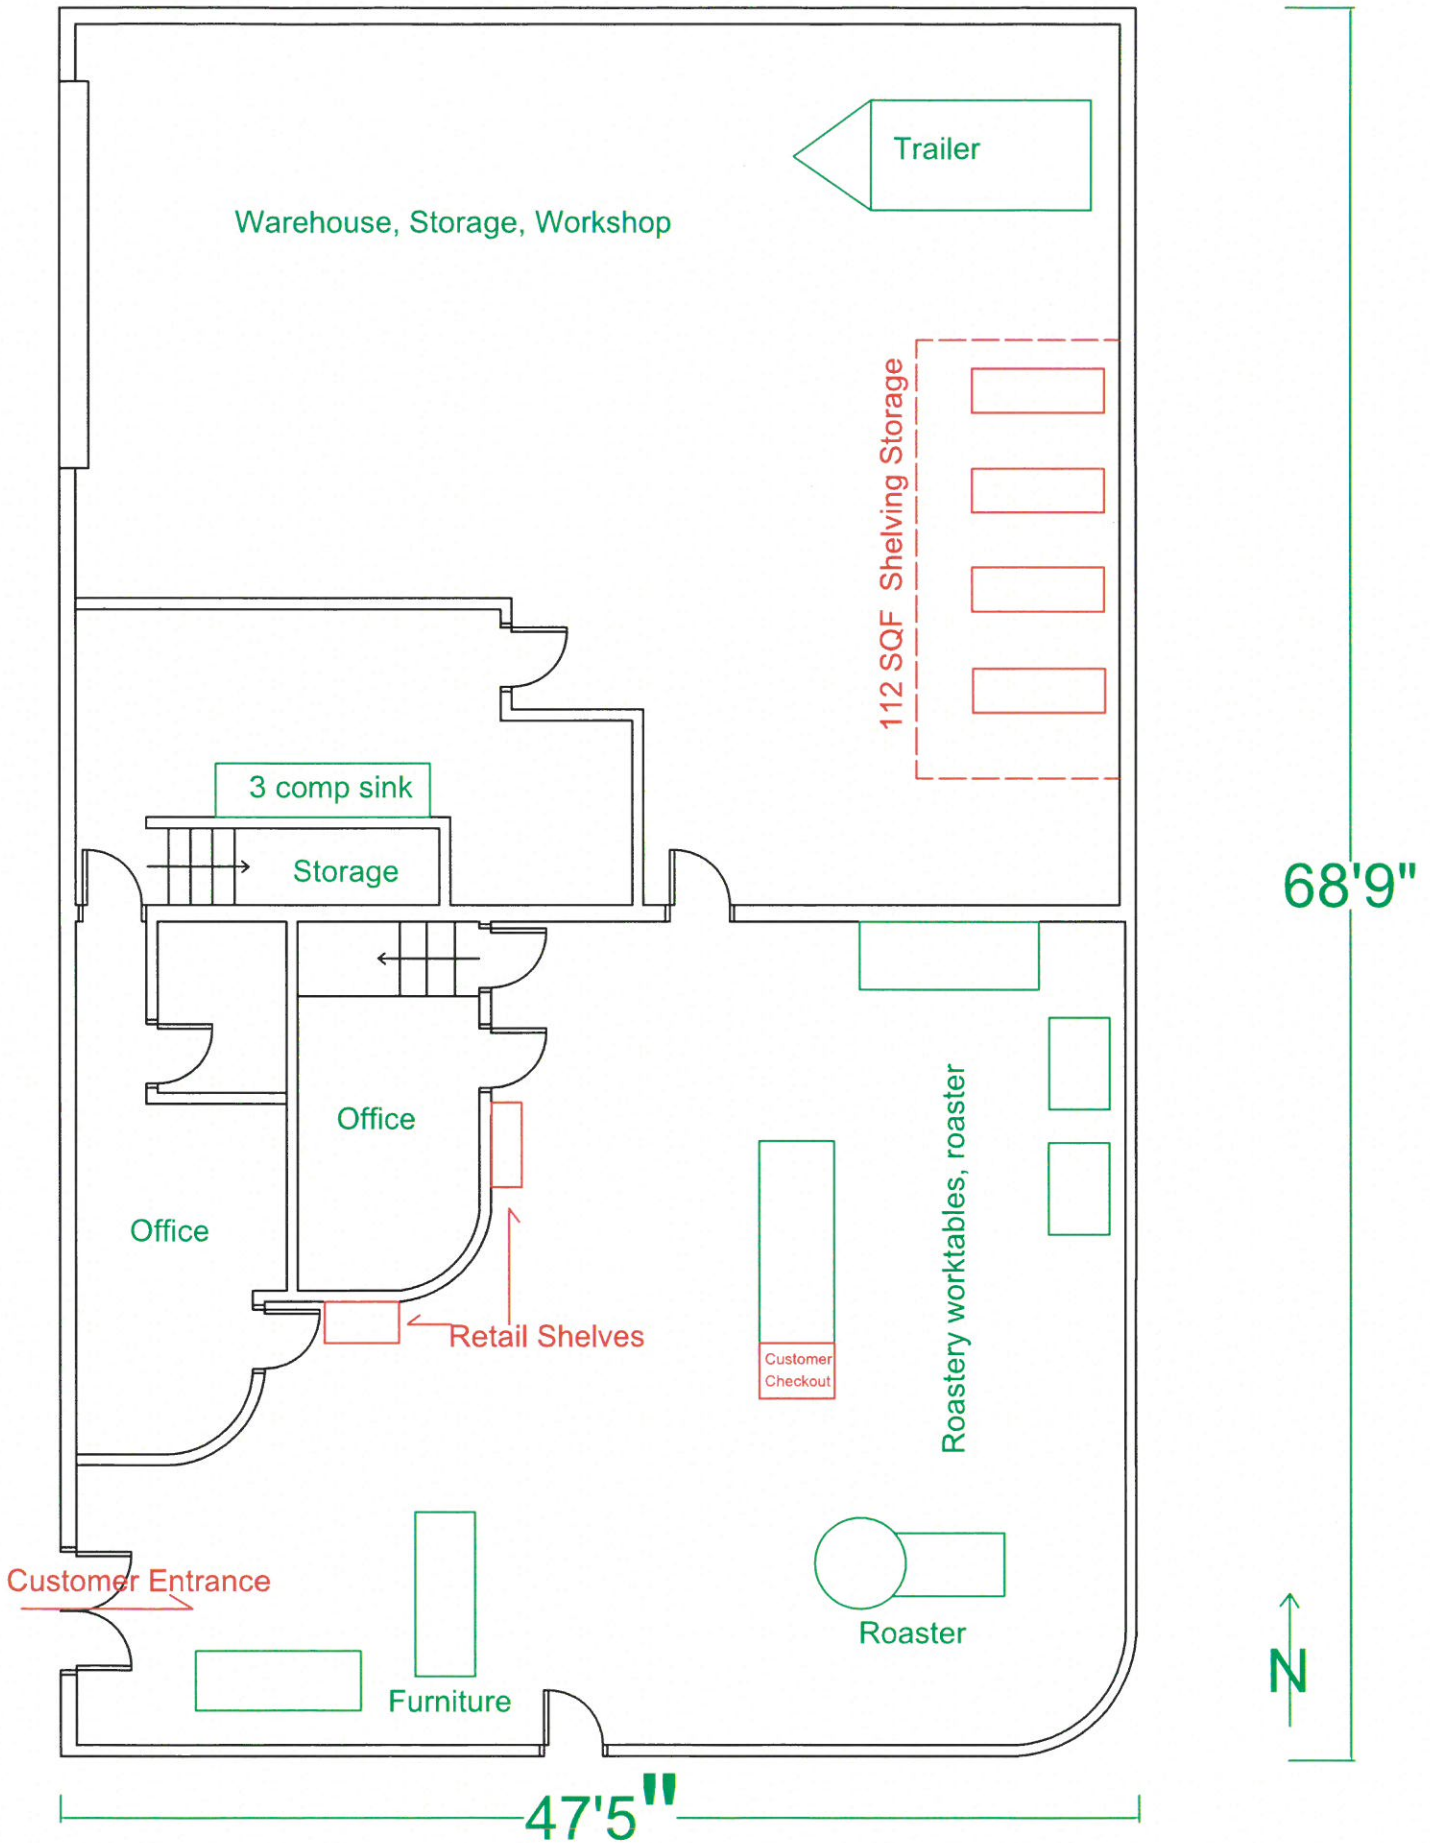 Trailer
Warehouse, Storage, Workshop
112 SQF Shelving Storage
3 comp sink
Storage
68'9"
Office
Office
Roastery worktables, roaster
Retail Shelves
Customer
Checkout
Customer Entrance
Roaster
N
Furniture
47'5"